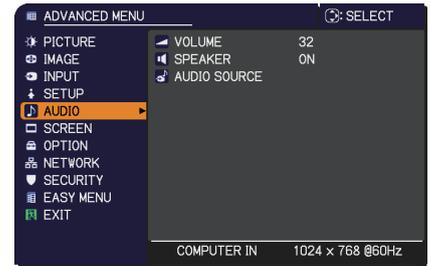 ADVANCED MENU : SELECT
PICTURE VOLUME 32
IMAGE SPEAKER ON
INPUT AUDIO SOURCE
SETUP
AUDIO
SCREEN
OPTION
NETWORK
SECURITY
EASY MENU
EXIT
COMPUTER IN 1024 x 768 @60Hz